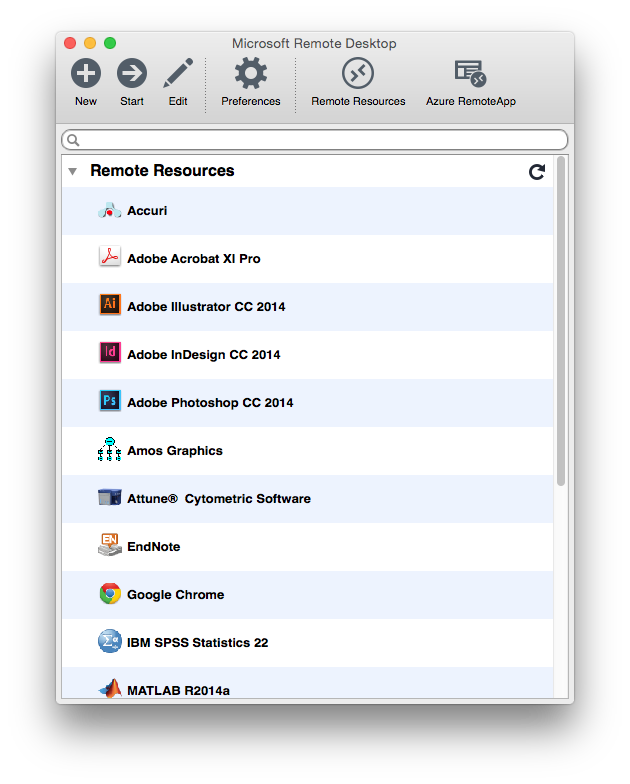 Microsoft Remote Desktop
New Start Edit Preferences Remote Resources Azure RemoteApp
Remote Resources
Accuri
Adobe Acrobat XI Pro
Ai Adobe Illustrator CC 2014
Id Adobe InDesign CC 2014
Ps Adobe Photoshop CC 2014
Amos Graphics
Attune® Cytometric Software
EN EndNote
Google Chrome
Σα IBM SPSS Statistics 22
MATLAB R2014a